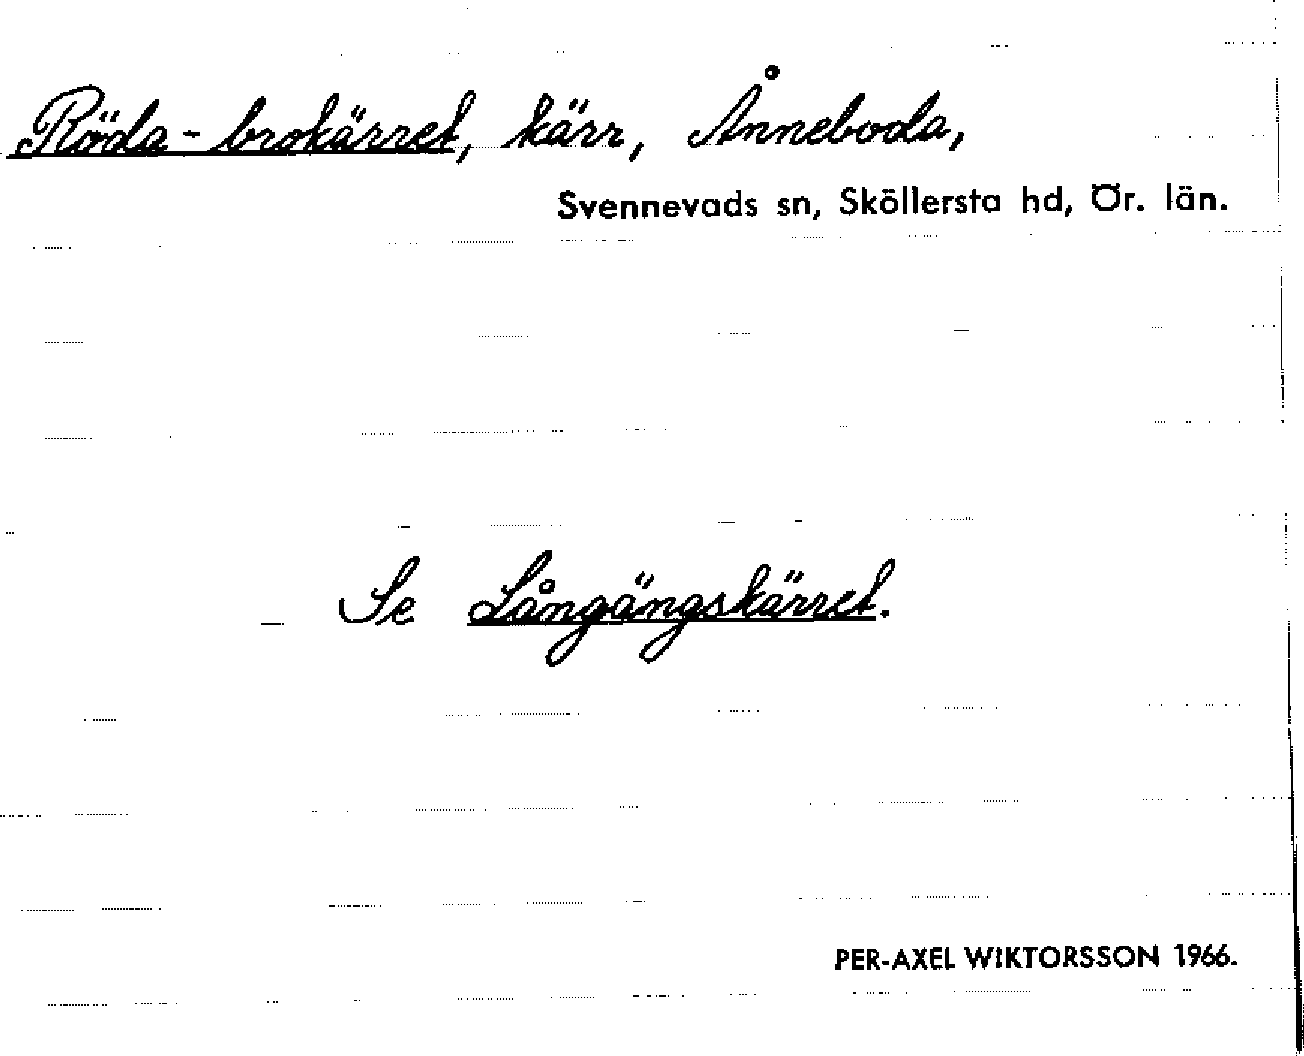 Röda-brokärret, kärr, Ånneboda,
Svennevads sn, Sköllersta hd, Ör. län.
Se Långängskärret.
PER-AXEL WIKTORSSON 1966.